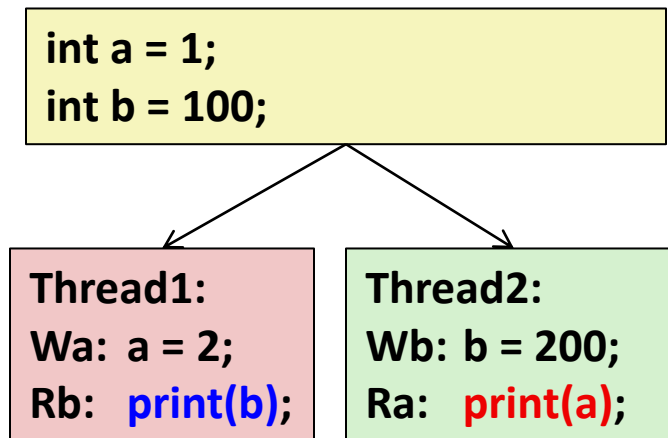 int a = 1;
int b = 100;
Thread1:
Wa: a = 2;
Rb: print(b);
Thread2:
Wb: b = 200;
Ra: print(a);